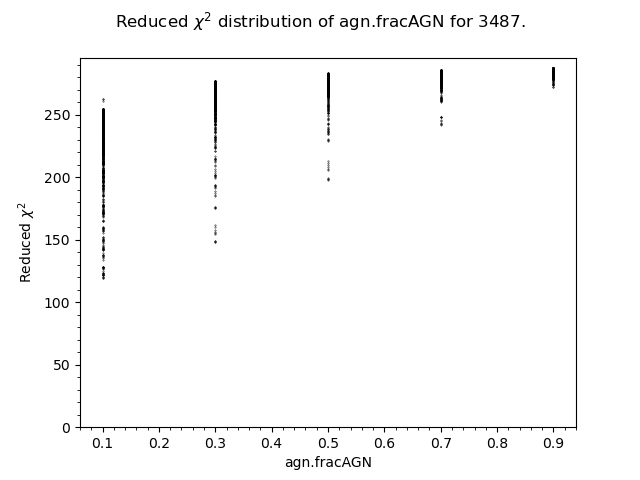 Reduced χ² distribution of agn.fracAGN for 3487.
250
200
150
100
50
0
Reduced χ²
0.1 0.2 0.3 0.4 0.5 0.6 0.7 0.8 0.9
agn.fracAGN